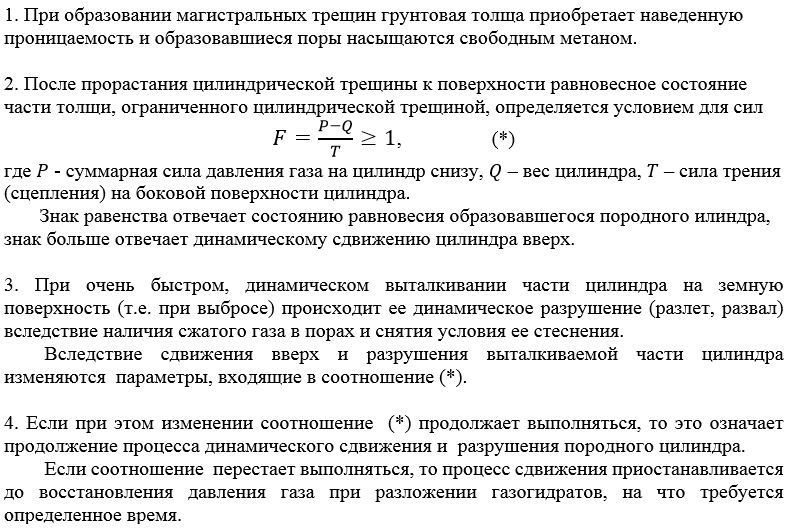 1. При образовании магистральных трещин грунтовая толща приобретает наведенную
проницаемость и образовавшиеся поры насыщаются свободным метаном.
2. После прорастания цилиндрической трещины к поверхности равновесное состояние
части толщи, ограниченного цилиндрической трещиной, определяется условием для сил
F = (P−Q)/T ≥ 1, (*)
где P - суммарная сила давления газа на цилиндр снизу, Q – вес цилиндра, T – сила трения
(сцепления) на боковой поверхности цилиндра.
Знак равенства отвечает состоянию равновесия образовавшегося породного илиндра,
знак больше отвечает динамическому сдвижению цилиндра вверх.
3. При очень быстром, динамическом выталкивании части цилиндра на земную
поверхность (т.е. при выбросе) происходит ее динамическое разрушение (разлет, развал)
вследствие наличия сжатого газа в порах и снятия условия ее стеснения.
Вследствие сдвижения вверх и разрушения выталкиваемой части цилиндра
изменяются параметры, входящие в соотношение (*).
4. Если при этом изменении соотношение (*) продолжает выполняться, то это означает
продолжение процесса динамического сдвижения и разрушения породного цилиндра.
Если соотношение перестает выполняться, то процесс сдвижения приостанавливается
до восстановления давления газа при разложении газогидратов, на что требуется
определенное время.